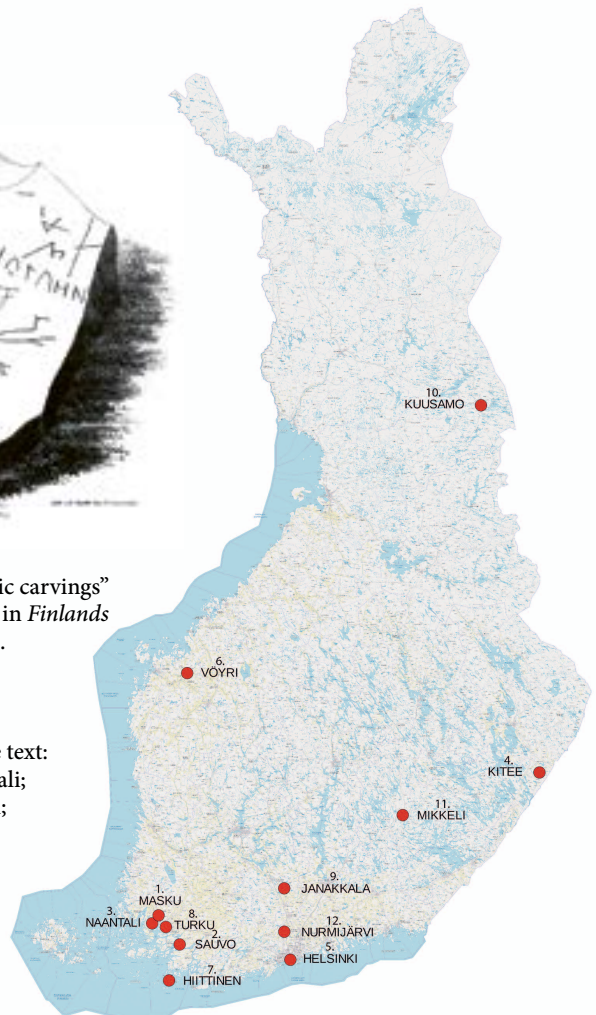 ic carvings”
in Finlands
.
e text:
ali;
;
10.
KUUSAMO
6.
VÖYRI
4.
KITEE
11.
MIKKELI
9.
JANAKKALA
1.
MASKU
3.
NAANTALI
8.
TURKU
2.
SAUVO
12.
NURMIJÄRVI
5.
HELSINKI
7.
HIITTINEN